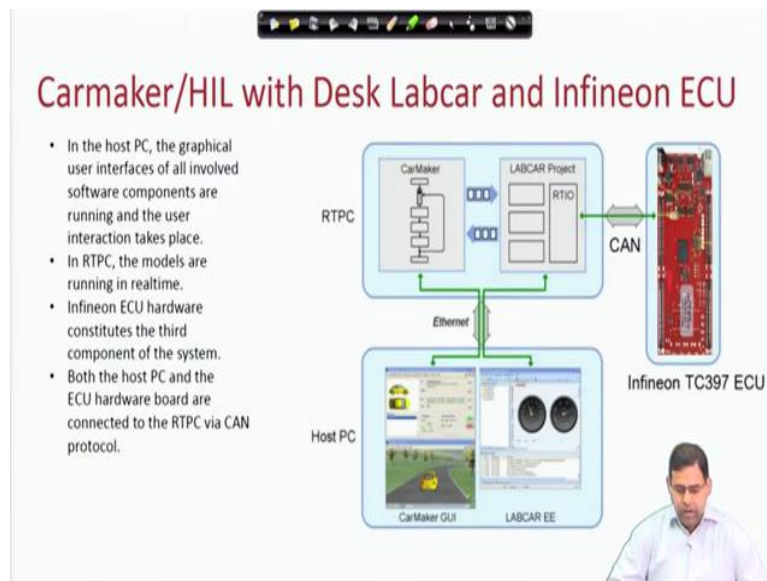 Carmaker/HIL with Desk Labcar and Infineon ECU
• In the host PC, the graphical
user interfaces of all involved
software components are
running and the user
interaction takes place.
• In RTPC, the models are
running in realtime.
• Infineon ECU hardware
constitutes the third
component of the system.
• Both the host PC and the
ECU hardware board are
connected to the RTPC via CAN
protocol.
RTPC
CarMaker
LABCAR Project
RTIO
CAN
Infineon TC397 ECU
Ethernet
Host PC
CarMaker GUI
LABCAR EE